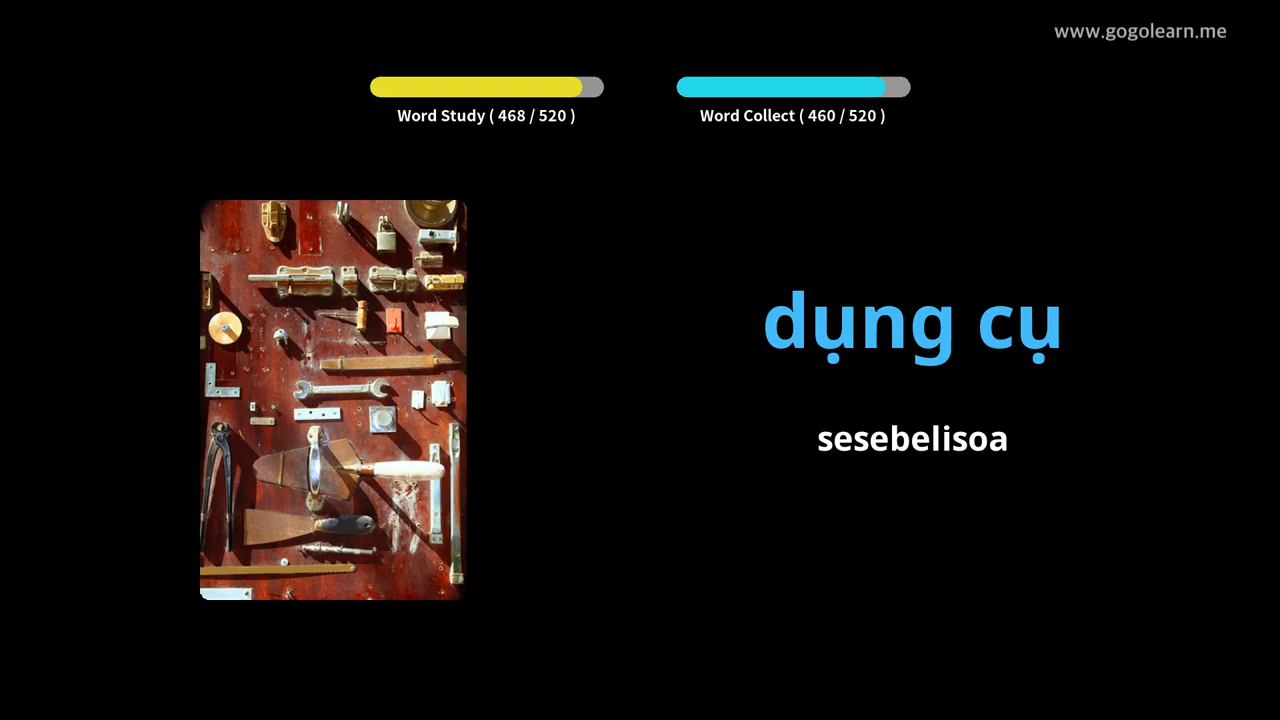 www.gogolearn.me
Word Study ( 468 / 520 )
Word Collect ( 460 / 520 )
dụng cụ
sesebelisoa